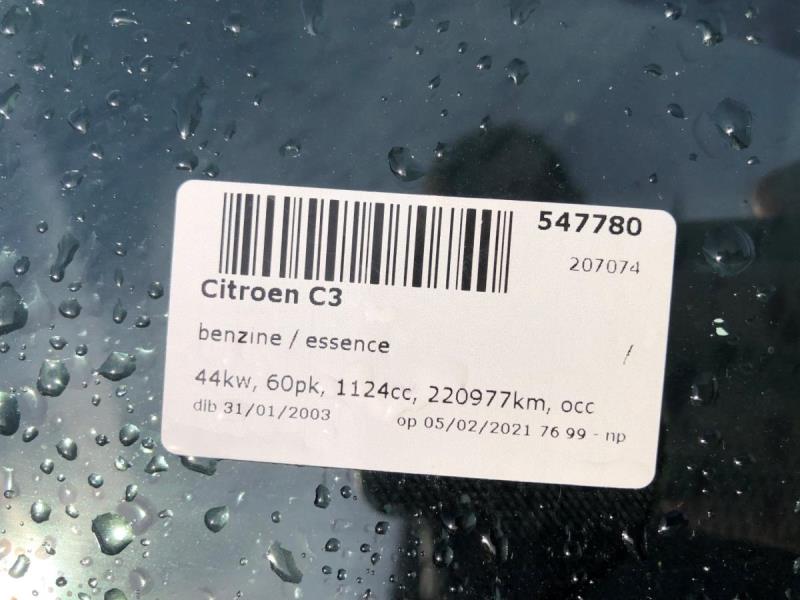 547780
207074
Citroen C3
benzine / essence
/
44kw, 60pk, 1124cc, 220977km, occ
dib 31/01/2003
op 05/02/2021 76 99 - np